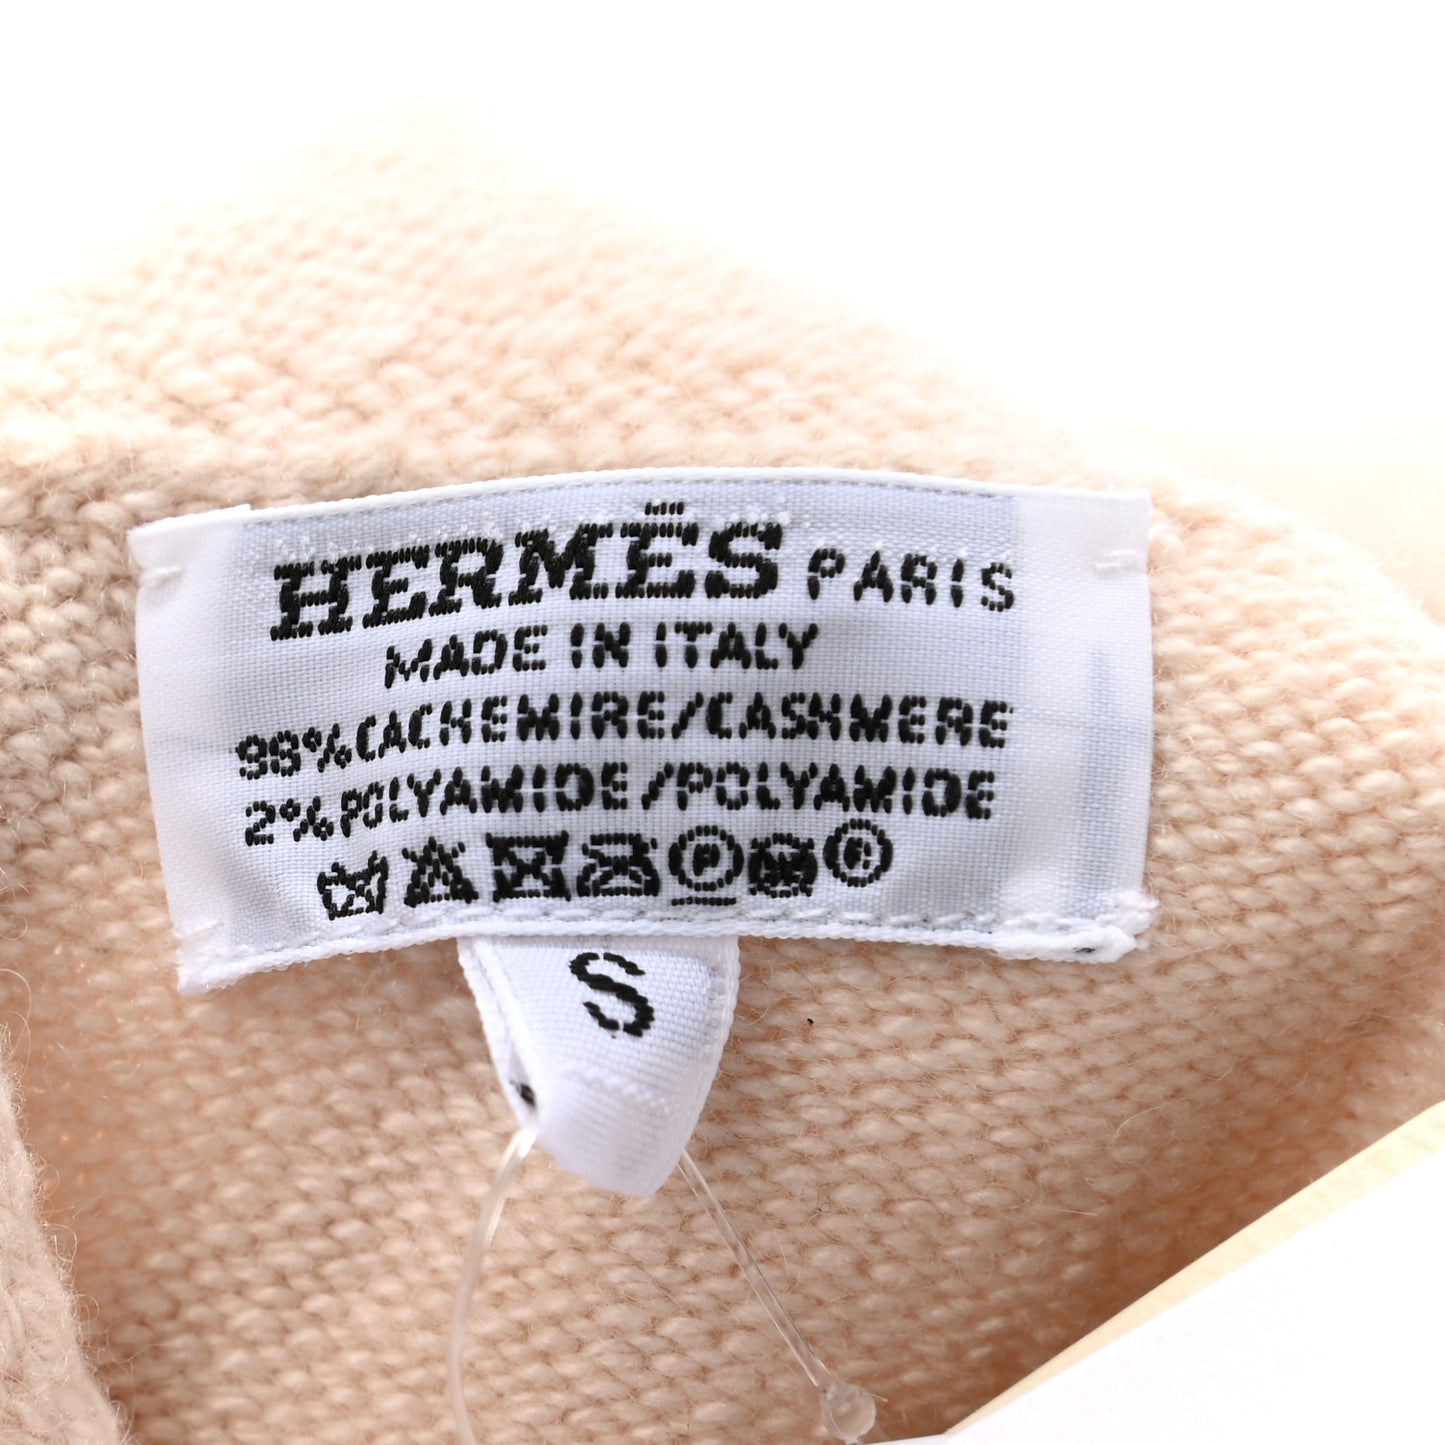 HERMÈS PARIS
MADE IN ITALY
98% CACHEMIRE/CASHMERE
2% POLYAMIDE/POLYAMIDE
P ®
S